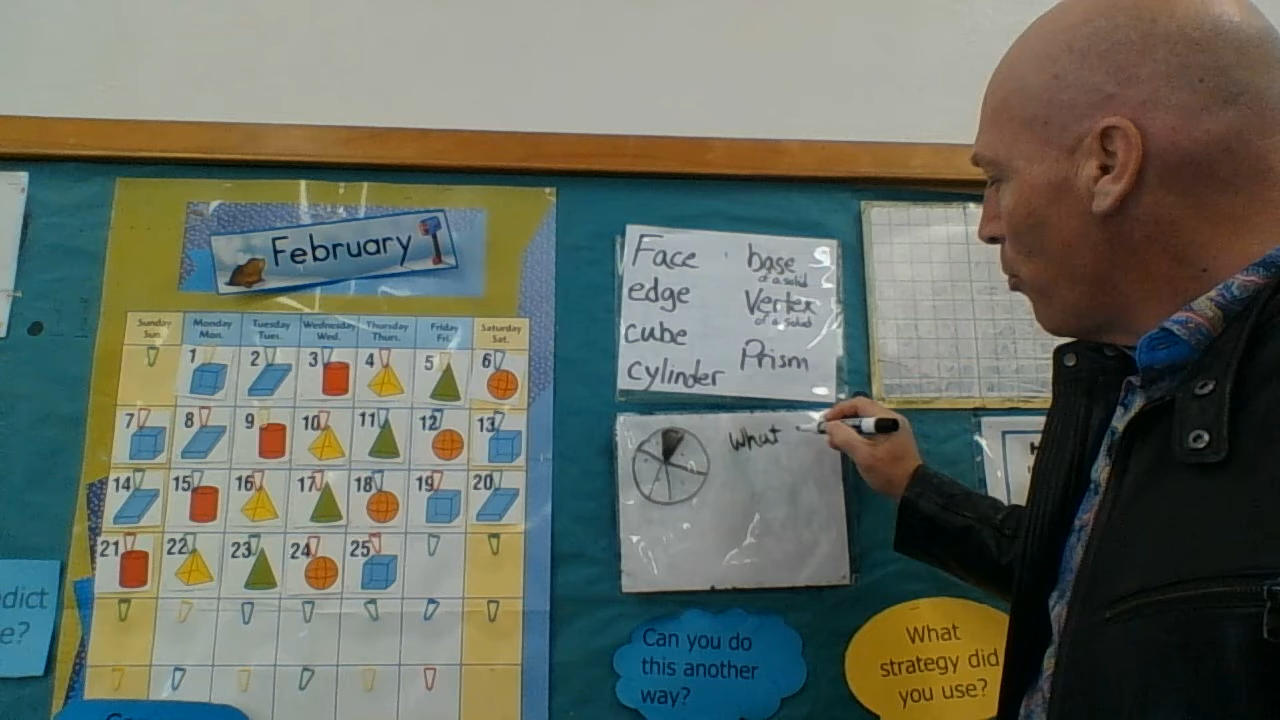 February
Sunday Sun.
Monday Mon.
Tuesday Tues.
Wednesday Wed.
Thursday Thurs.
Friday Fri.
Saturday Sat.
1 2 3 4 5 6
7 8 9 10 11 12 13
14 15 16 17 18 19 20
21 22 23 24 25
Face
edge
cube
cylinder
base
of a solid
Vertex
of a solid
Prism
What
Can you do
this another
way?
What
strategy did
you use?